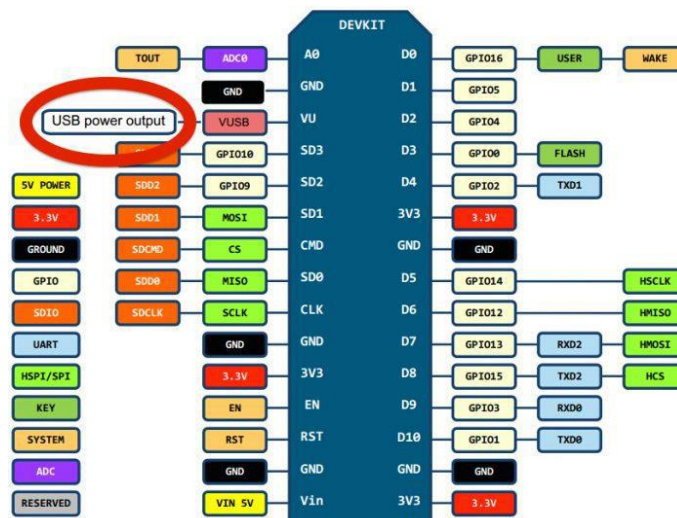 DEVKIT
TOUT ADC0 A0 D0 GPIO16 USER WAKE
GND GND D1 GPIO5
USB power output VUSB VU D2 GPIO4
GPIO10 SD3 D3 GPIO0 FLASH
5V POWER SDD2 GPIO9 SD2 D4 GPIO2 TXD1
3.3V SDD1 MOSI SD1 3V3 3.3V
GROUND SDCMD CS CMD GND GND
GPIO SDD0 MISO SD0 D5 GPIO14 HSCLK
SDIO SDCLK SCLK CLK D6 GPIO12 HMISO
UART GND GND D7 GPIO13 RXD2 HMOSI
HSPI/SPI 3.3V 3V3 D8 GPIO15 TXD2 HCS
KEY EN EN D9 GPIO3 RXD0
SYSTEM RST RST D10 GPIO1 TXD0
ADC GND GND GND GND
RESERVED VIN 5V Vin 3V3 3.3V